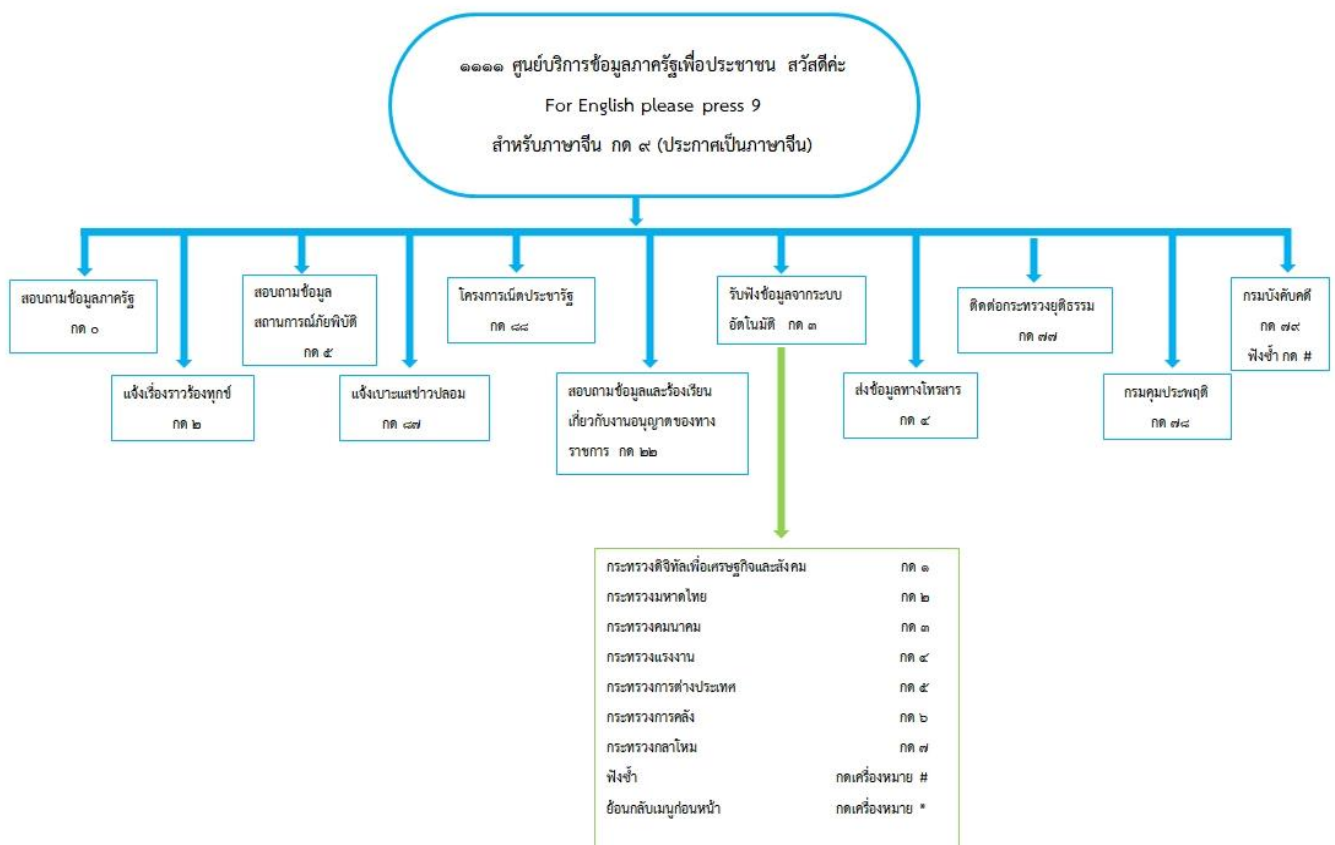 ๑๑๑๑ ศูนย์บริการข้อมูลภาครัฐเพื่อประชาชน สวัสดีค่ะ
For English please press 9
สำหรับภาษาจีน กด ๙ (ประกาศเป็นภาษาจีน)
สอบถามข้อมูลภาครัฐ
กด ๐
แจ้งเรื่องราวร้องทุกข์
กด ๒
สอบถามข้อมูล
สถานการณ์ภัยพิบัติ
กด ๕
แจ้งเบาะแสข่าวปลอม
กด ๘๗
โครงการเน็ตประชารัฐ
กด ๘๘
สอบถามข้อมูลและร้องเรียน
เกี่ยวกับงานอนุญาตของทาง
ราชการ กด ๒๒
รับฟังข้อมูลจากระบบ
อัตโนมัติ กด ๓
ส่งข้อมูลทางโทรสาร
กด ๔
ติดต่อกระทรวงยุติธรรม
กด ๗๗
กรมคุมประพฤติ
กด ๗๘
กรมบังคับคดี
กด ๗๙
ฟังซ้ำ กด #
กระทรวงดิจิทัลเพื่อเศรษฐกิจและสังคม กด ๑
กระทรวงมหาดไทย กด ๒
กระทรวงคมนาคม กด ๓
กระทรวงแรงงาน กด ๔
กระทรวงการต่างประเทศ กด ๕
กระทรวงการคลัง กด ๖
กระทรวงกลาโหม กด ๗
ฟังซ้ำ กดเครื่องหมาย #
ย้อนกลับเมนูก่อนหน้า กดเครื่องหมาย *